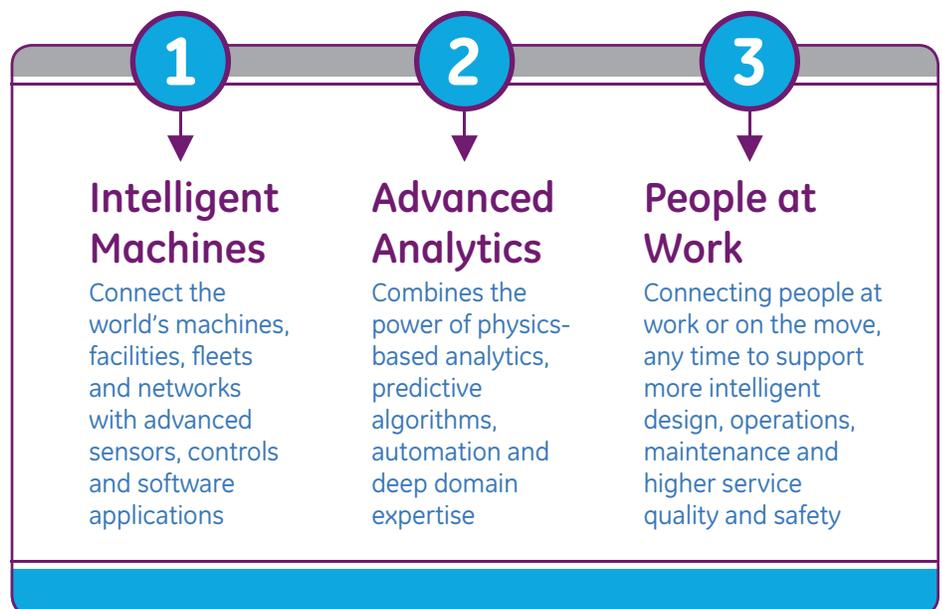 1
Intelligent
Machines
Connect the
world's machines,
facilities, fleets
and networks
with advanced
sensors, controls
and software
applications
2
Advanced
Analytics
Combines the
power of physics-
based analytics,
predictive
algorithms,
automation and
deep domain
expertise
3
People at
Work
Connecting people at
work or on the move,
any time to support
more intelligent
design, operations,
maintenance and
higher service
quality and safety